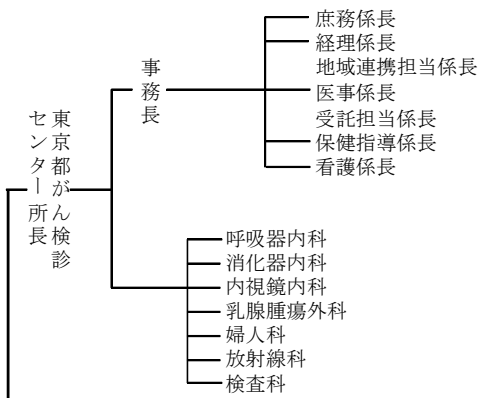 東京都がん検診
センター所長
事務長
庶務係長
経理係長
地域連携担当係長
医事係長
受託担当係長
保健指導係長
看護係長
呼吸器内科
消化器内科
内視鏡内科
乳腺腫瘍外科
婦人科
放射線科
検査科